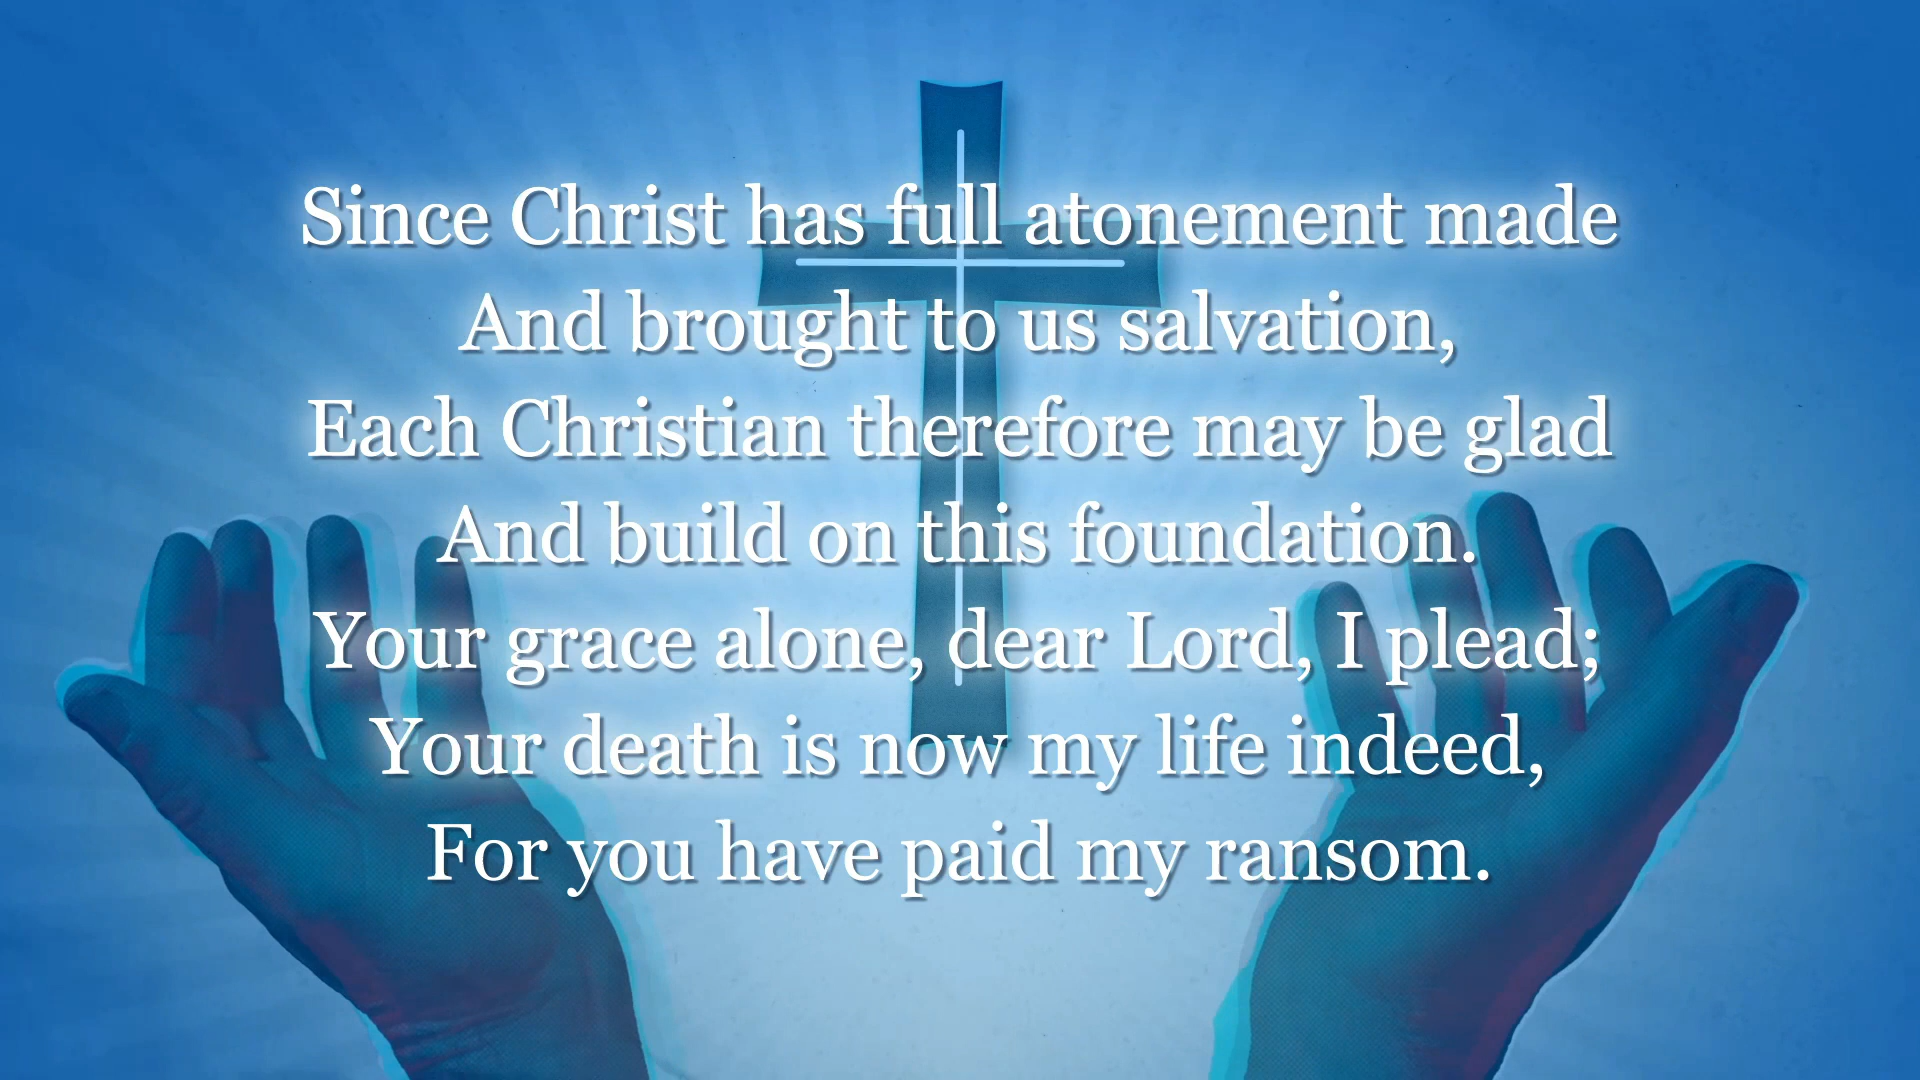 Since Christ has full atonement made
And brought to us salvation,
Each Christian therefore may be glad
And build on this foundation.
Your grace alone, dear Lord, I plead;
Your death is now my life indeed,
For you have paid my ransom.